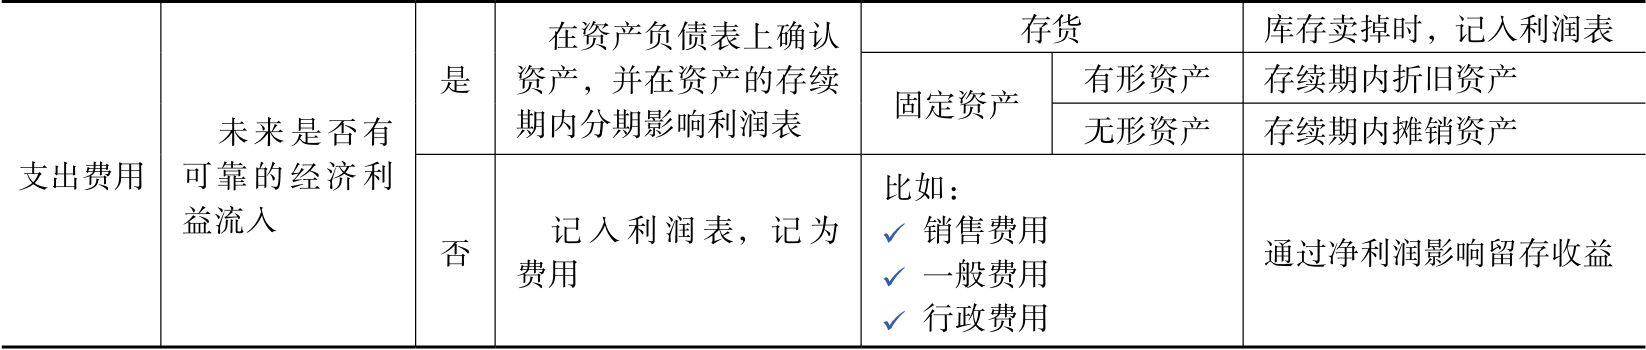 支出费用
未来是否有
可靠的经济利
益流入
是
在资产负债表上确认
资产，并在资产的存续
期内分期影响利润表
存货
库存卖掉时，记入利润表
固定资产
有形资产
存续期内折旧资产
无形资产
存续期内摊销资产
否
记入利润表，记为
费用
比如：
✓ 销售费用
✓ 一般费用
✓ 行政费用
通过净利润影响留存收益